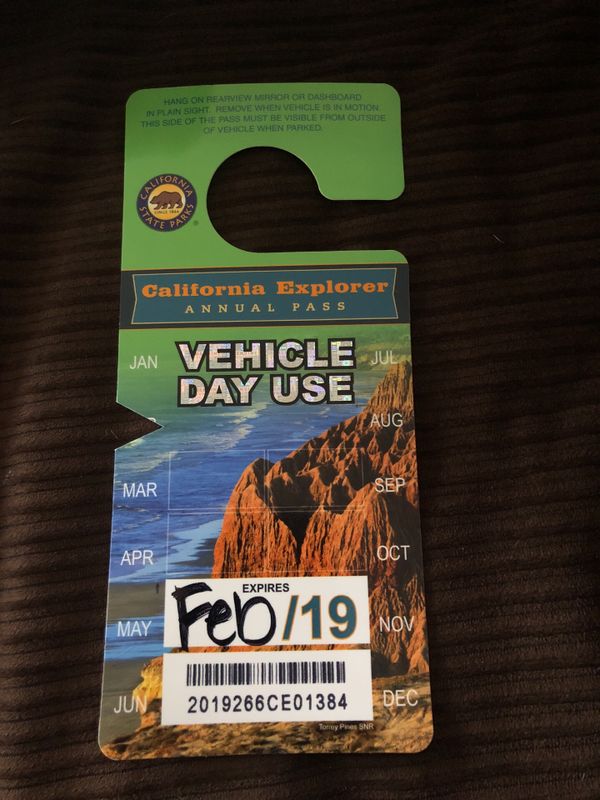 HANG ON REARVIEW MIRROR OR DASHBOARD
IN PLAIN SIGHT. REMOVE WHEN VEHICLE IS IN MOTION.
THIS SIDE OF THE PASS MUST BE VISIBLE FROM OUTSIDE
OF VEHICLE WHEN PARKED.
CALIFORNIA
SINCE 1864
STATE PARKS
California Explorer
ANNUAL PASS
VEHICLE
DAY USE
JAN
JUL
AUG
MAR
SEP
APR
OCT
MAY
NOV
JUN
DEC
EXPIRES
Feb/19
2019266CE01384
Torrey Pines SNR